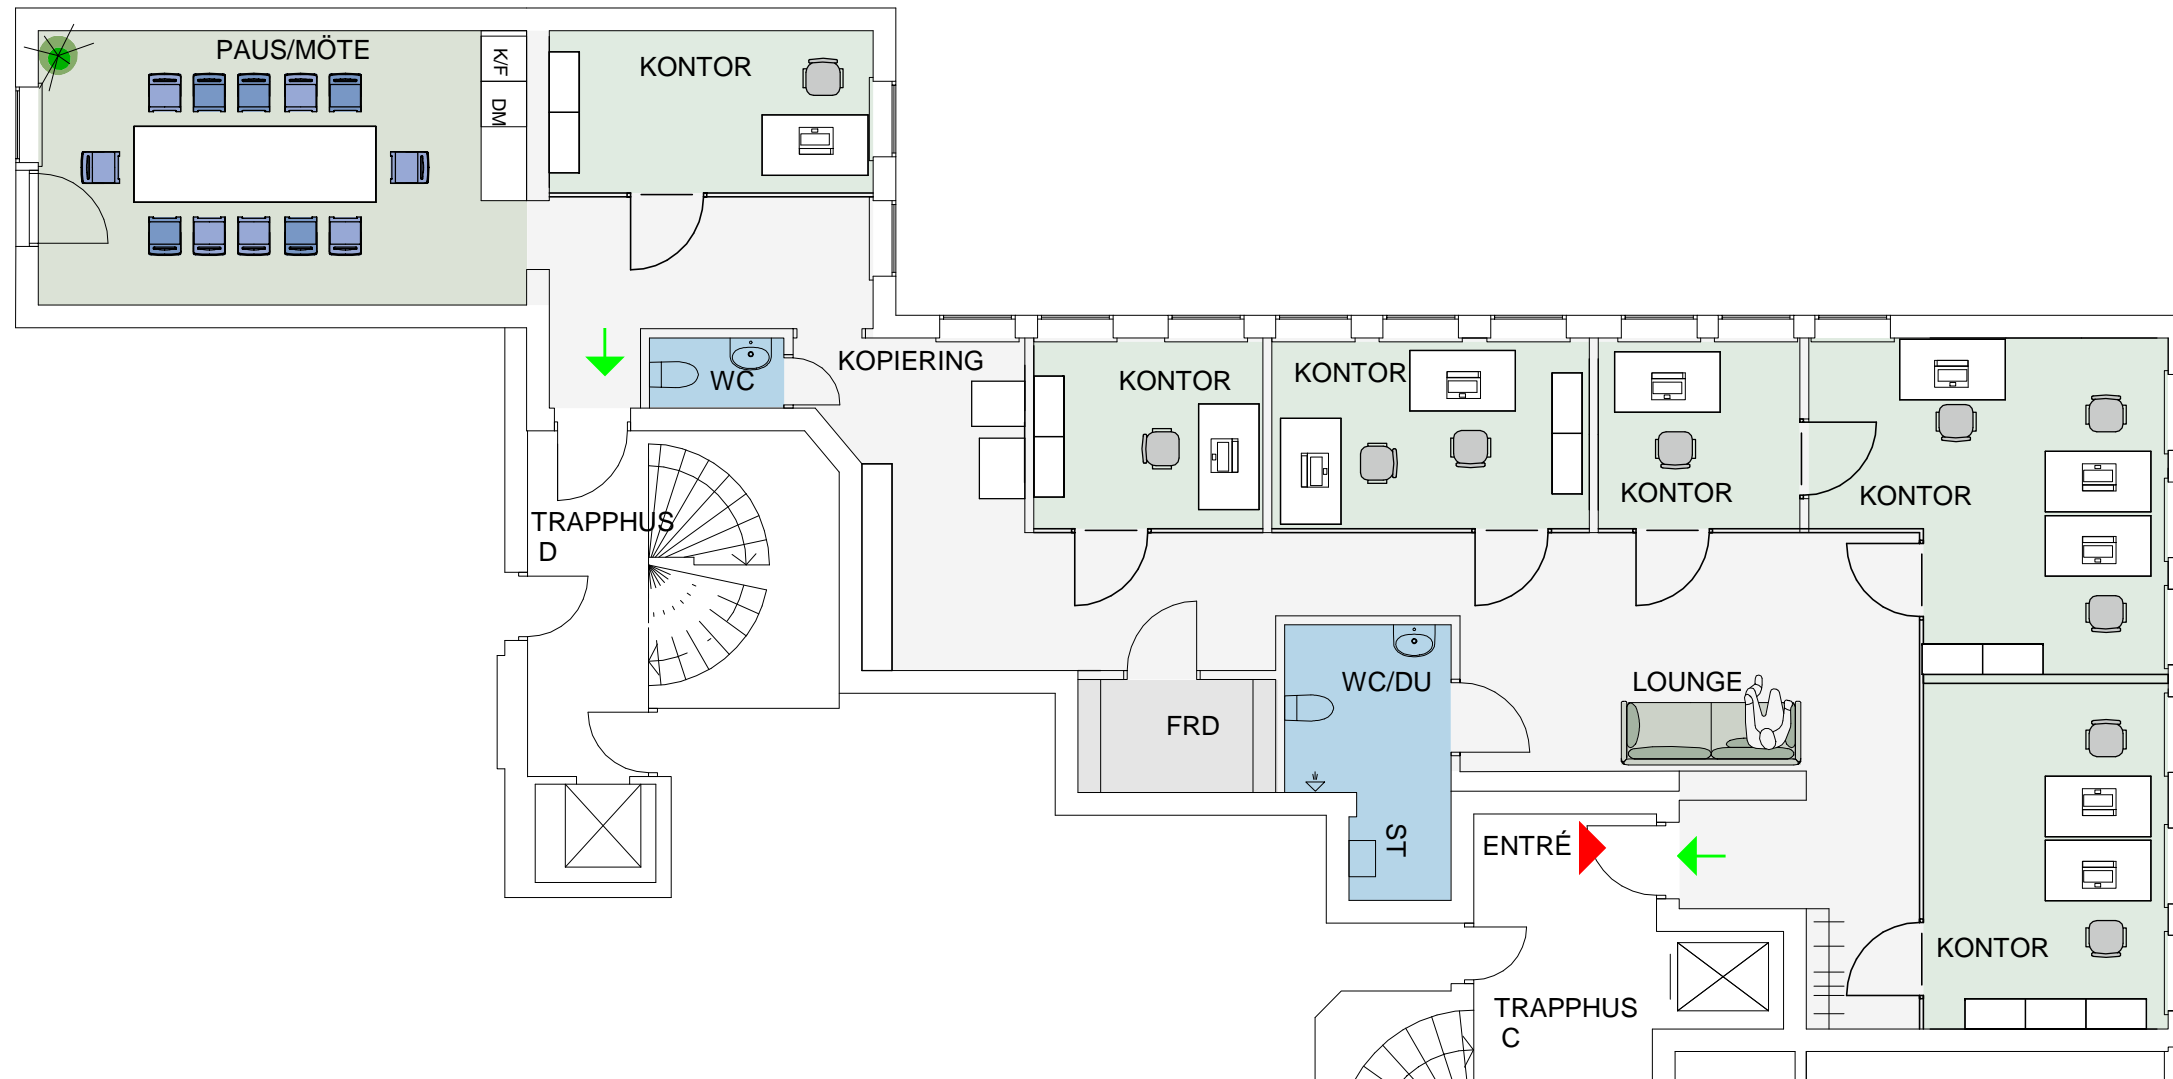 PAUS/MÖTE
K/F
DM
KONTOR
WC
KOPIERING
KONTOR
KONTOR
KONTOR
KONTOR
TRAPPHUS
D
WC/DU
LOUNGE
FRD
ST
ENTRÉ
KONTOR
TRAPPHUS
C